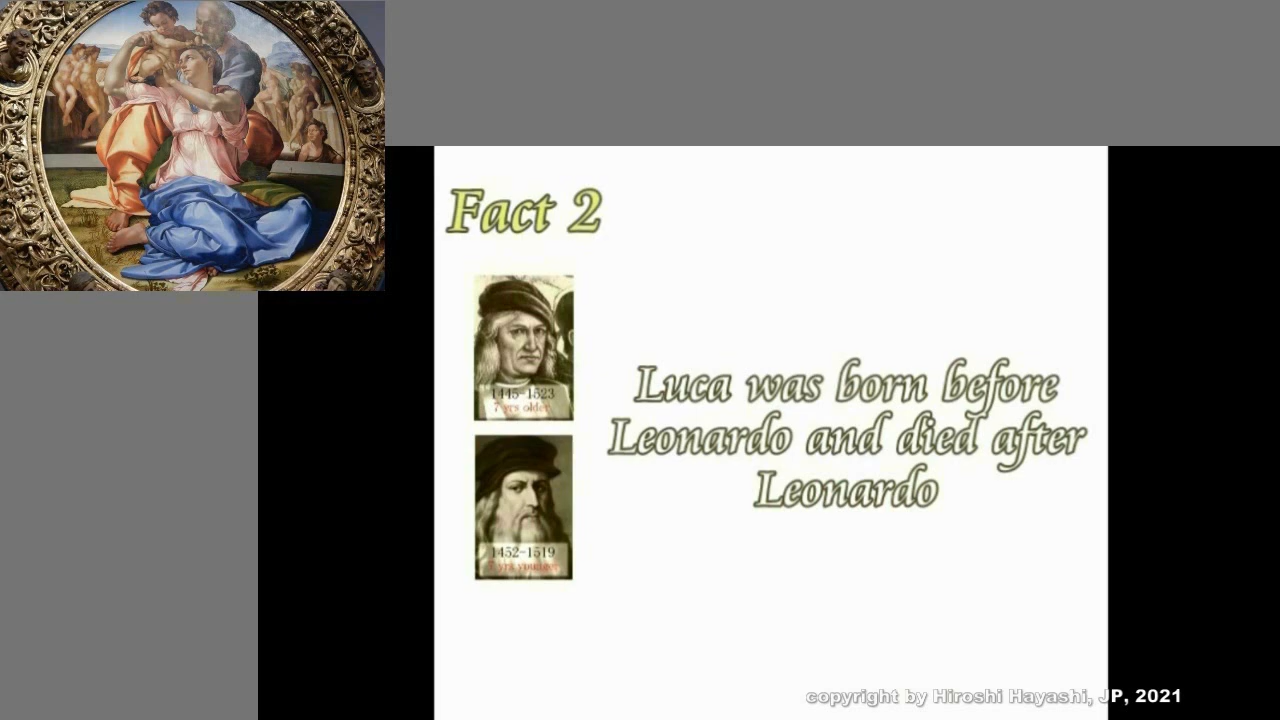 Fact 2
1445-1523
7 yrs older
Luca was born before
Leonardo and died after
Leonardo
1452-1519
7 yrs younger
copyright by Hiroshi Hayashi, JP, 2021